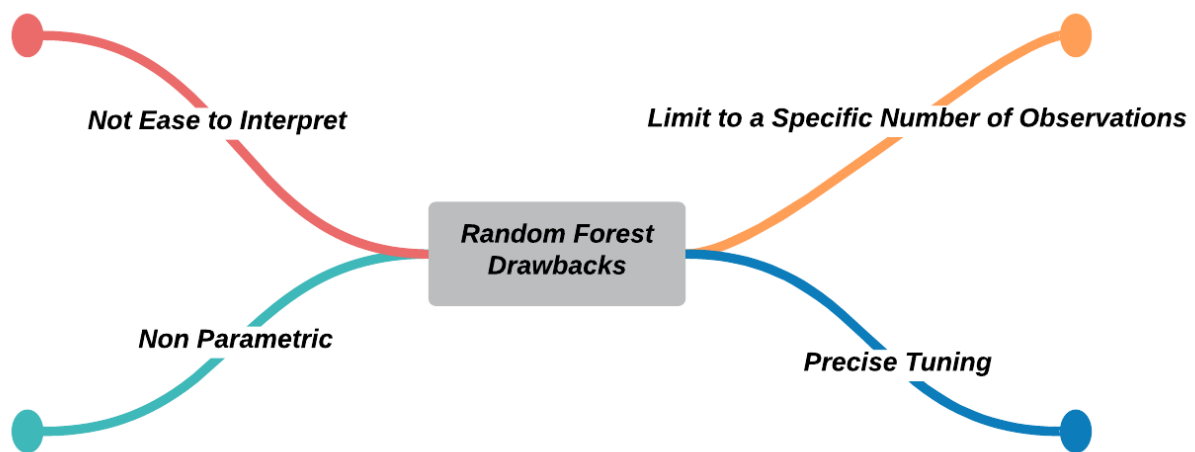 Not Ease to Interpret
Limit to a Specific Number of Observations
Random Forest
Drawbacks
Non Parametric
Precise Tuning